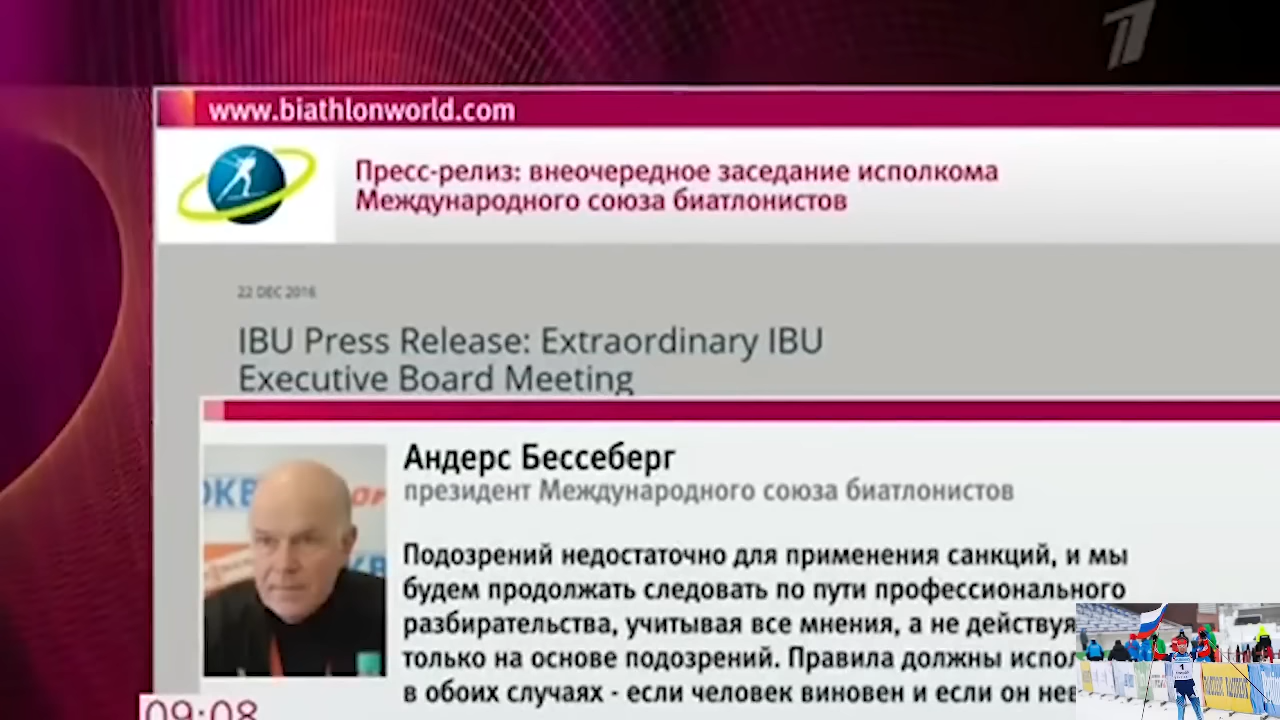 www.biathlonworld.com
Пресс-релиз: внеочередное заседание исполкома
Международного союза биатлонистов
22 DEC 2016
IBU Press Release: Extraordinary IBU
Executive Board Meeting
Андерс Бессеберг
президент Международного союза биатлонистов
Подозрений недостаточно для применения санкций, и мы
будем продолжать следовать по пути профессионального
разбирательства, учитывая все мнения, а не действуя
только на основе подозрений. Правила должны испол
в обоих случаях - если человек виновен и если он нев
09:08